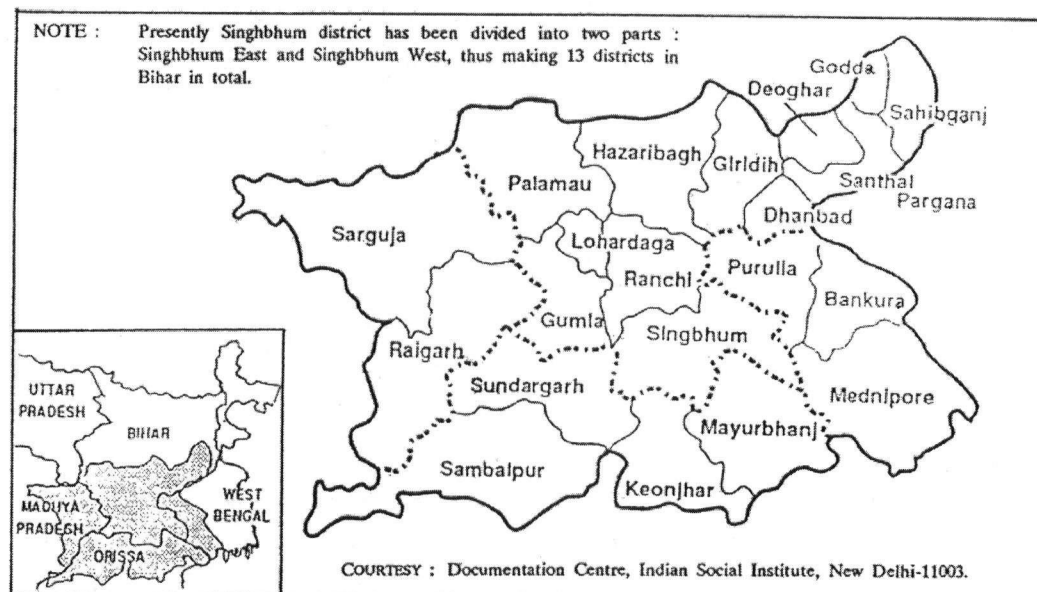 NOTE : Presently Singhbhum district has been divided into two parts :
Singhbhum East and Singhbhum West, thus making 13 districts in
Bihar in total.
Godda
Deoghar
Sahibganj
Hazaribagh
Giridih
Palamau
Santhal
Pargana
Dhanbad
Sarguja
Lohardaga
Ranchi
Purulia
Bankura
Gumla
Singbhum
Raigarh
Sundargarh
Mednipore
Mayurbhanj
Sambalpur
Keonjhar
UTTAR
PRADESH
BIHAR
WEST
BENGAL
MADHYA
PRADESH
ORISSA
COURTESY : Documentation Centre, Indian Social Institute, New Delhi-11003.